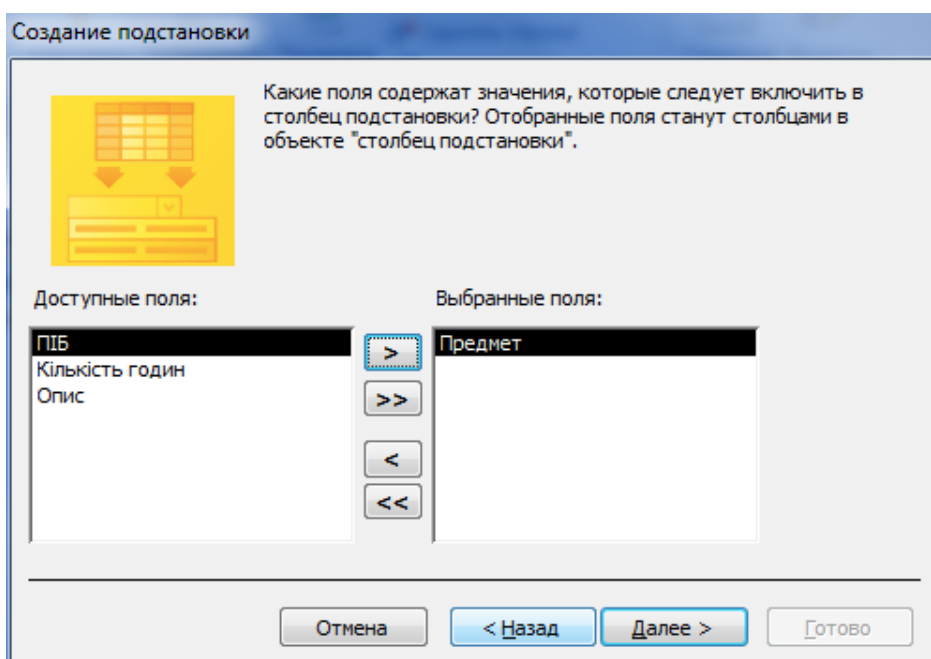 Создание подстановки
Какие поля содержат значения, которые следует включить в
столбец подстановки? Отобранные поля станут столбцами в
объекте "столбец подстановки".
Доступные поля:
Выбранные поля:
ПІБ
Кількість годин
Опис
>
>>
<
<<
Предмет
Отмена
< Назад
Далее >
Готово